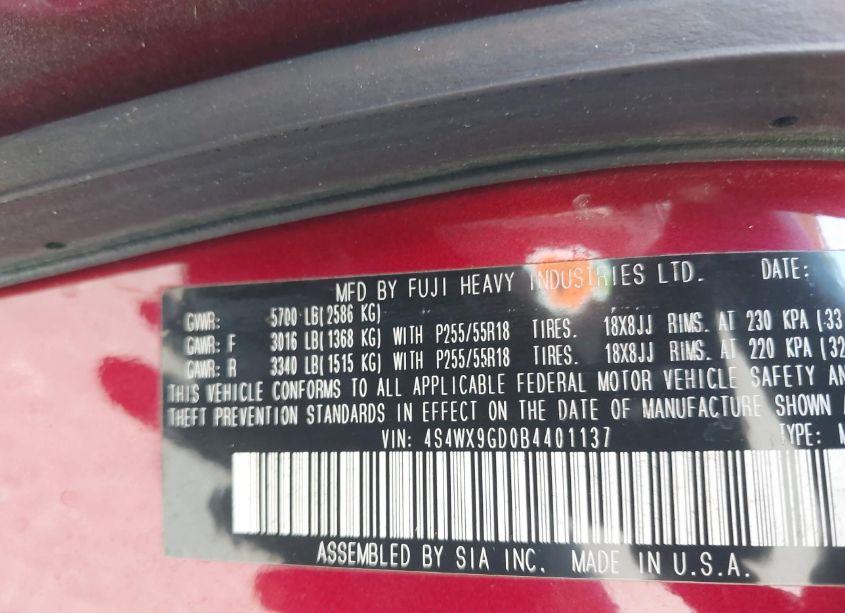 MFD BY FUJI HEAVY INDUSTRIES LTD. DATE:
GVWR: 5700 LB(2586 KG)
GAWR: F 3016 LB(1368 KG) WITH P255/55R18 TIRES. 18X8JJ RIMS. AT 230 KPA (33
GAWR: R 3340 LB(1515 KG) WITH P255/55R18 TIRES. 18X8JJ RIMS. AT 220 KPA (32
THIS VEHICLE CONFORMS TO ALL APPLICABLE FEDERAL MOTOR VEHICLE SAFETY AN
THEFT PREVENTION STANDARDS IN EFFECT ON THE DATE OF MANUFACTURE SHOWN A
VIN: 4S4WX9GD0B4401137 TYPE: M
ASSEMBLED BY SIA INC. MADE IN U.S.A.